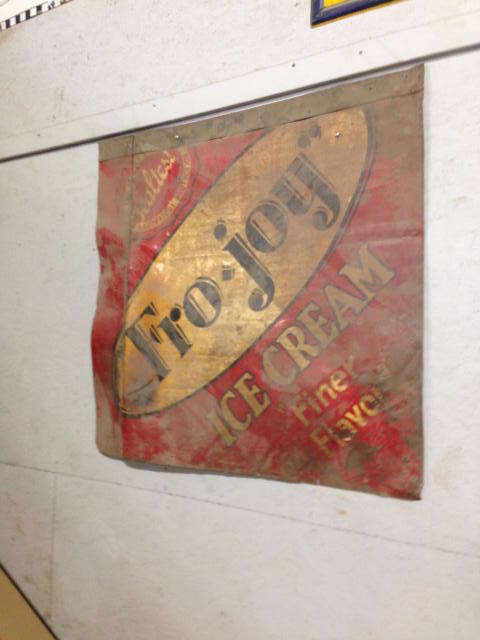 "Fro-joy"
ICE CREAM
"Finer
Flavor"